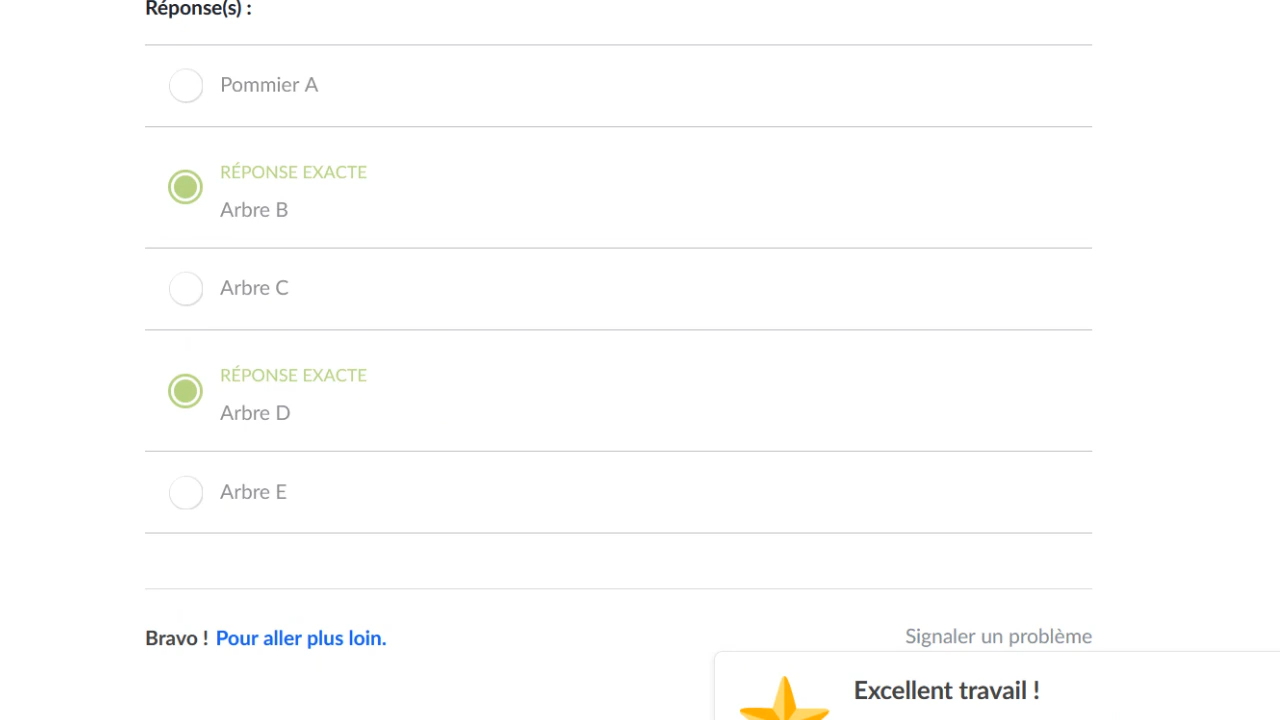 Réponse(s) :
Pommier A
RÉPONSE EXACTE
Arbre B
Arbre C
RÉPONSE EXACTE
Arbre D
Arbre E
Bravo ! Pour aller plus loin.
Signaler un problème
Excellent travail !